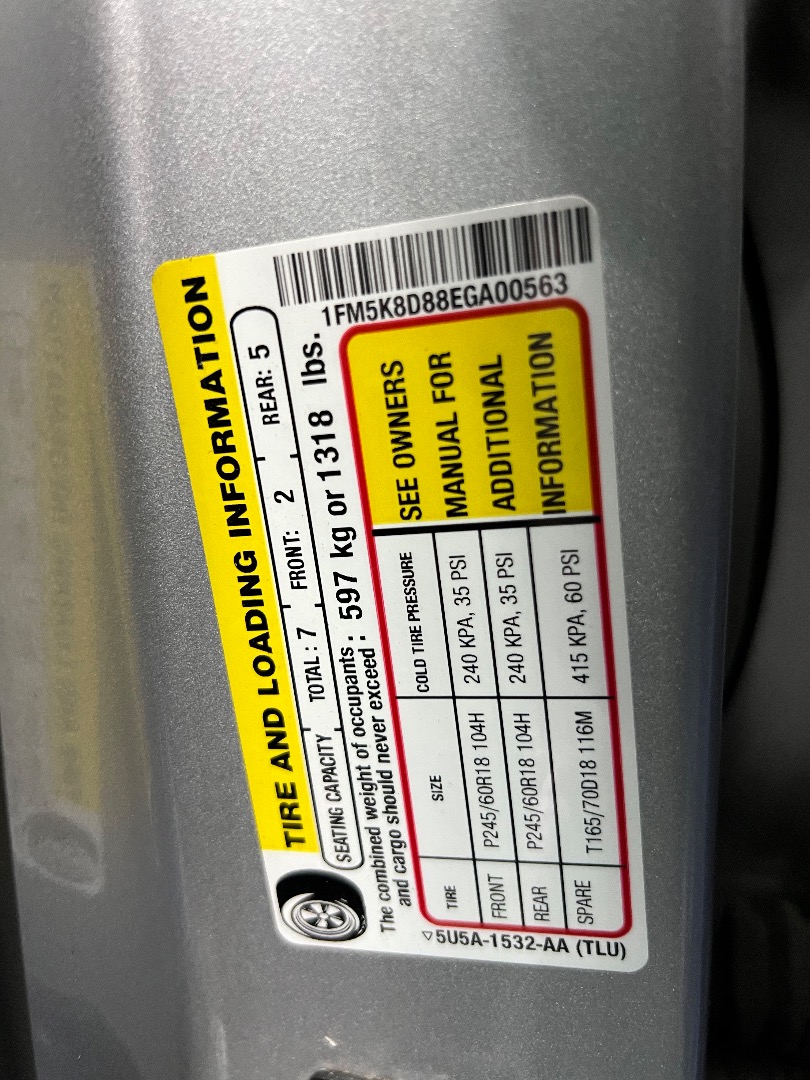 TIRE AND LOADING INFORMATION
SEATING CAPACITY TOTAL : 7 FRONT: 2 REAR: 5
The combined weight of occupants and cargo should never exceed : 597 kg or 1318 lbs.
1FM5K8D88EGA00563
TIRE SIZE COLD TIRE PRESSURE
FRONT P245/60R18 104H 240 KPA, 35 PSI
REAR P245/60R18 104H 240 KPA, 35 PSI
SPARE T165/70D18 116M 415 KPA, 60 PSI
SEE OWNERS
MANUAL FOR
ADDITIONAL
INFORMATION
5U5A-1532-AA (TLU)